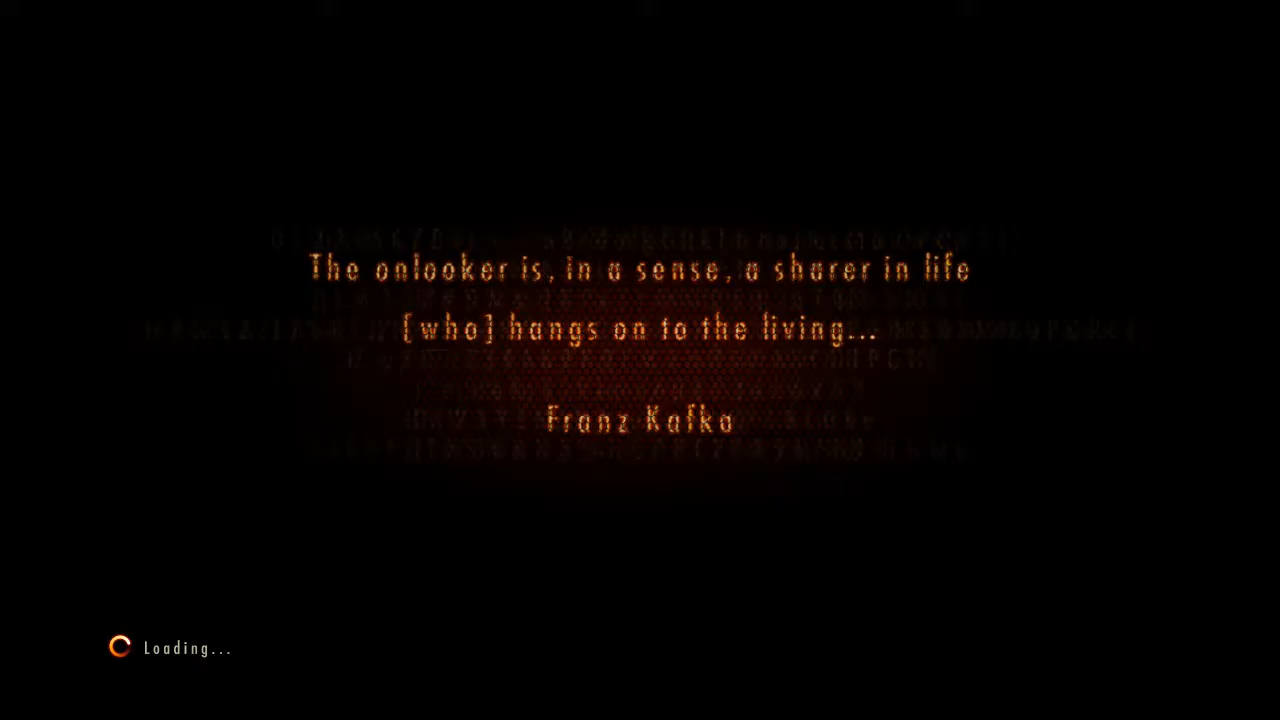 The onlooker is, in a sense, a sharer in life
[who] hangs on to the living...
Franz Kafka
Loading...